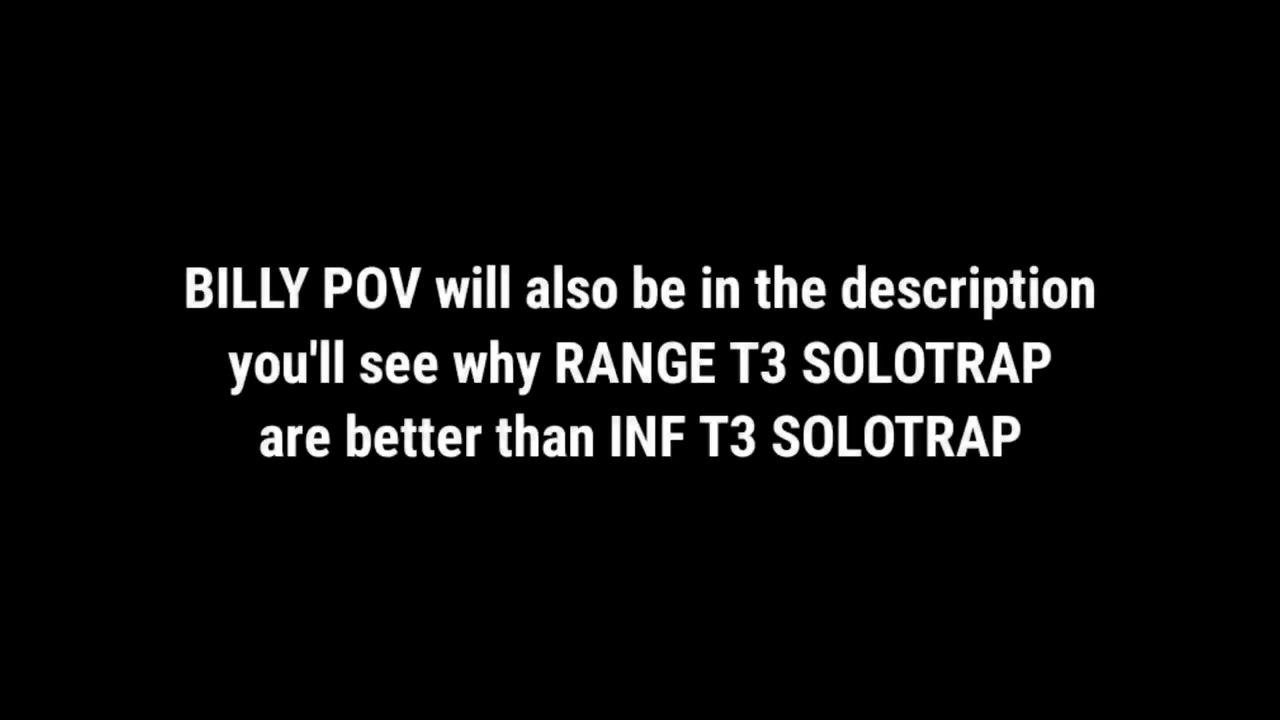 BILLY POV will also be in the description
you'll see why RANGE T3 SOLOTRAP
are better than INF T3 SOLOTRAP